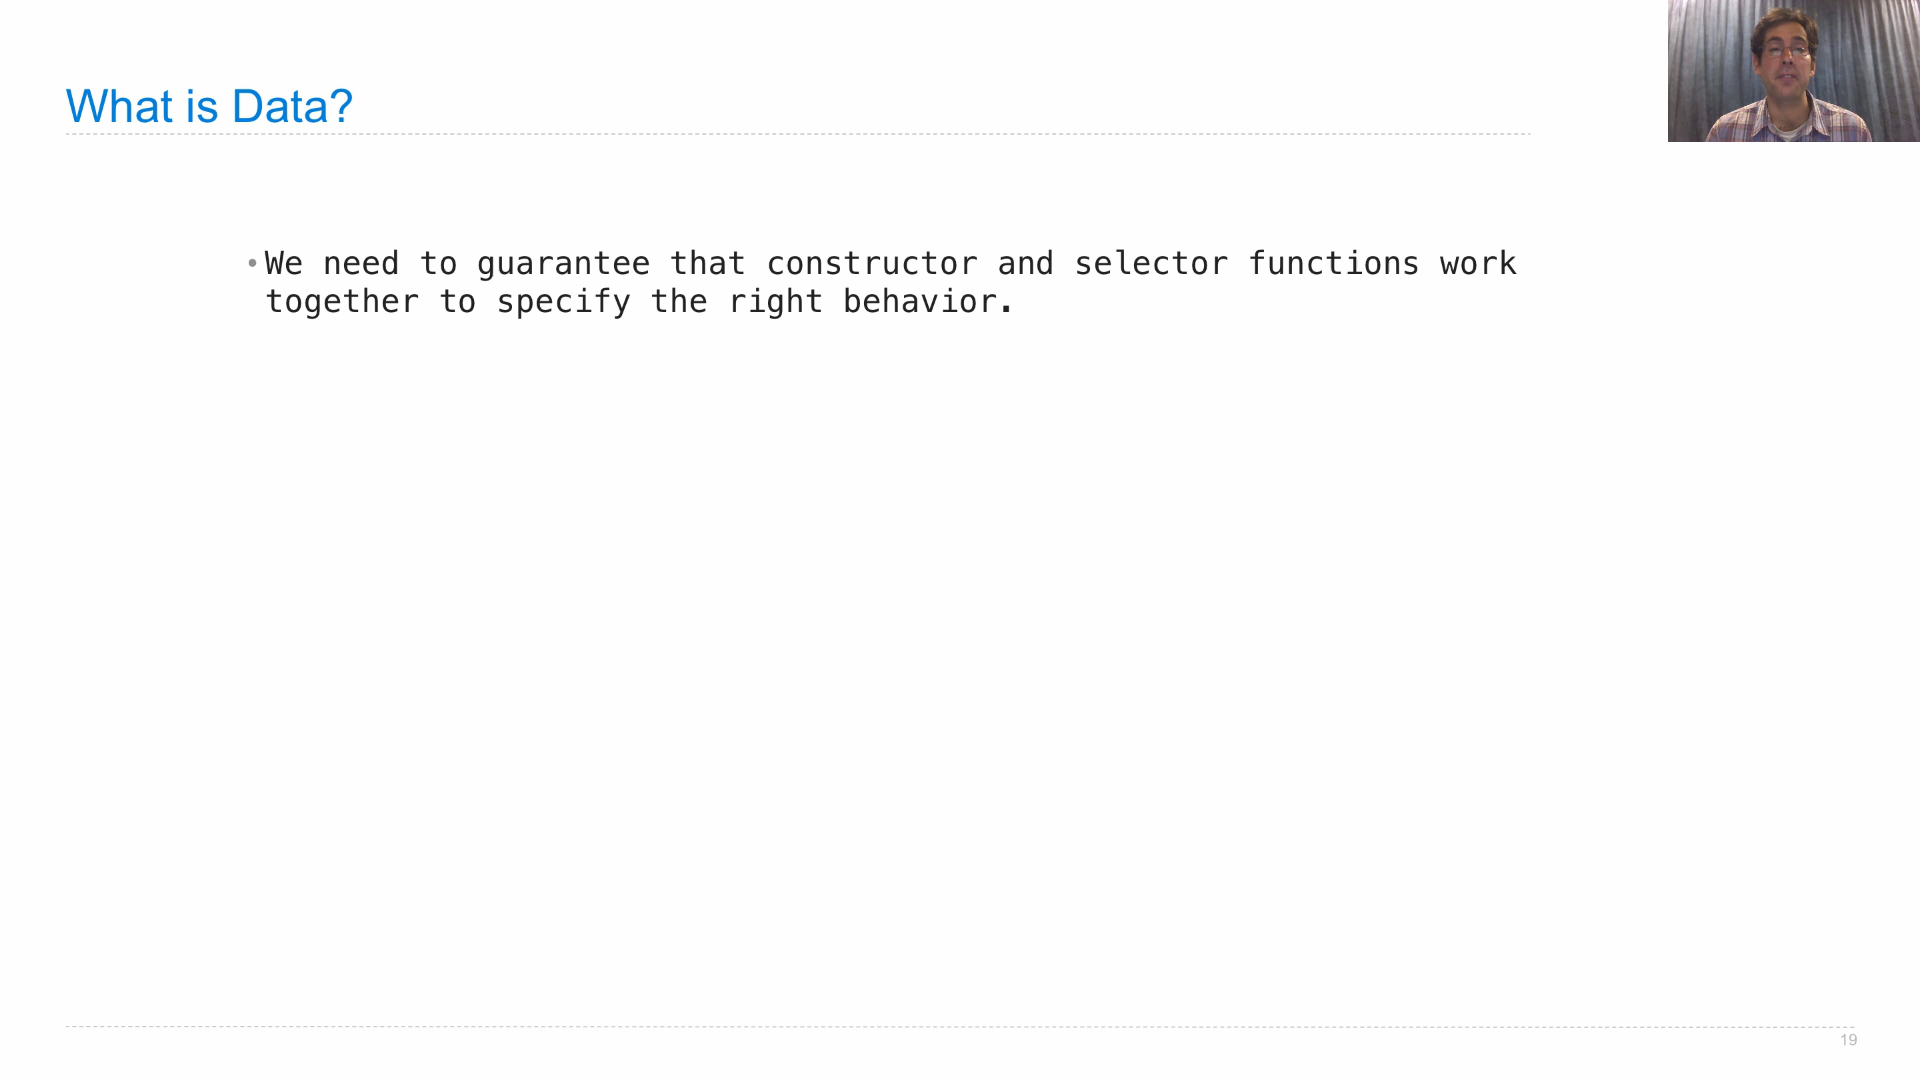 What is Data?
•We need to guarantee that constructor and selector functions work
together to specify the right behavior.
19